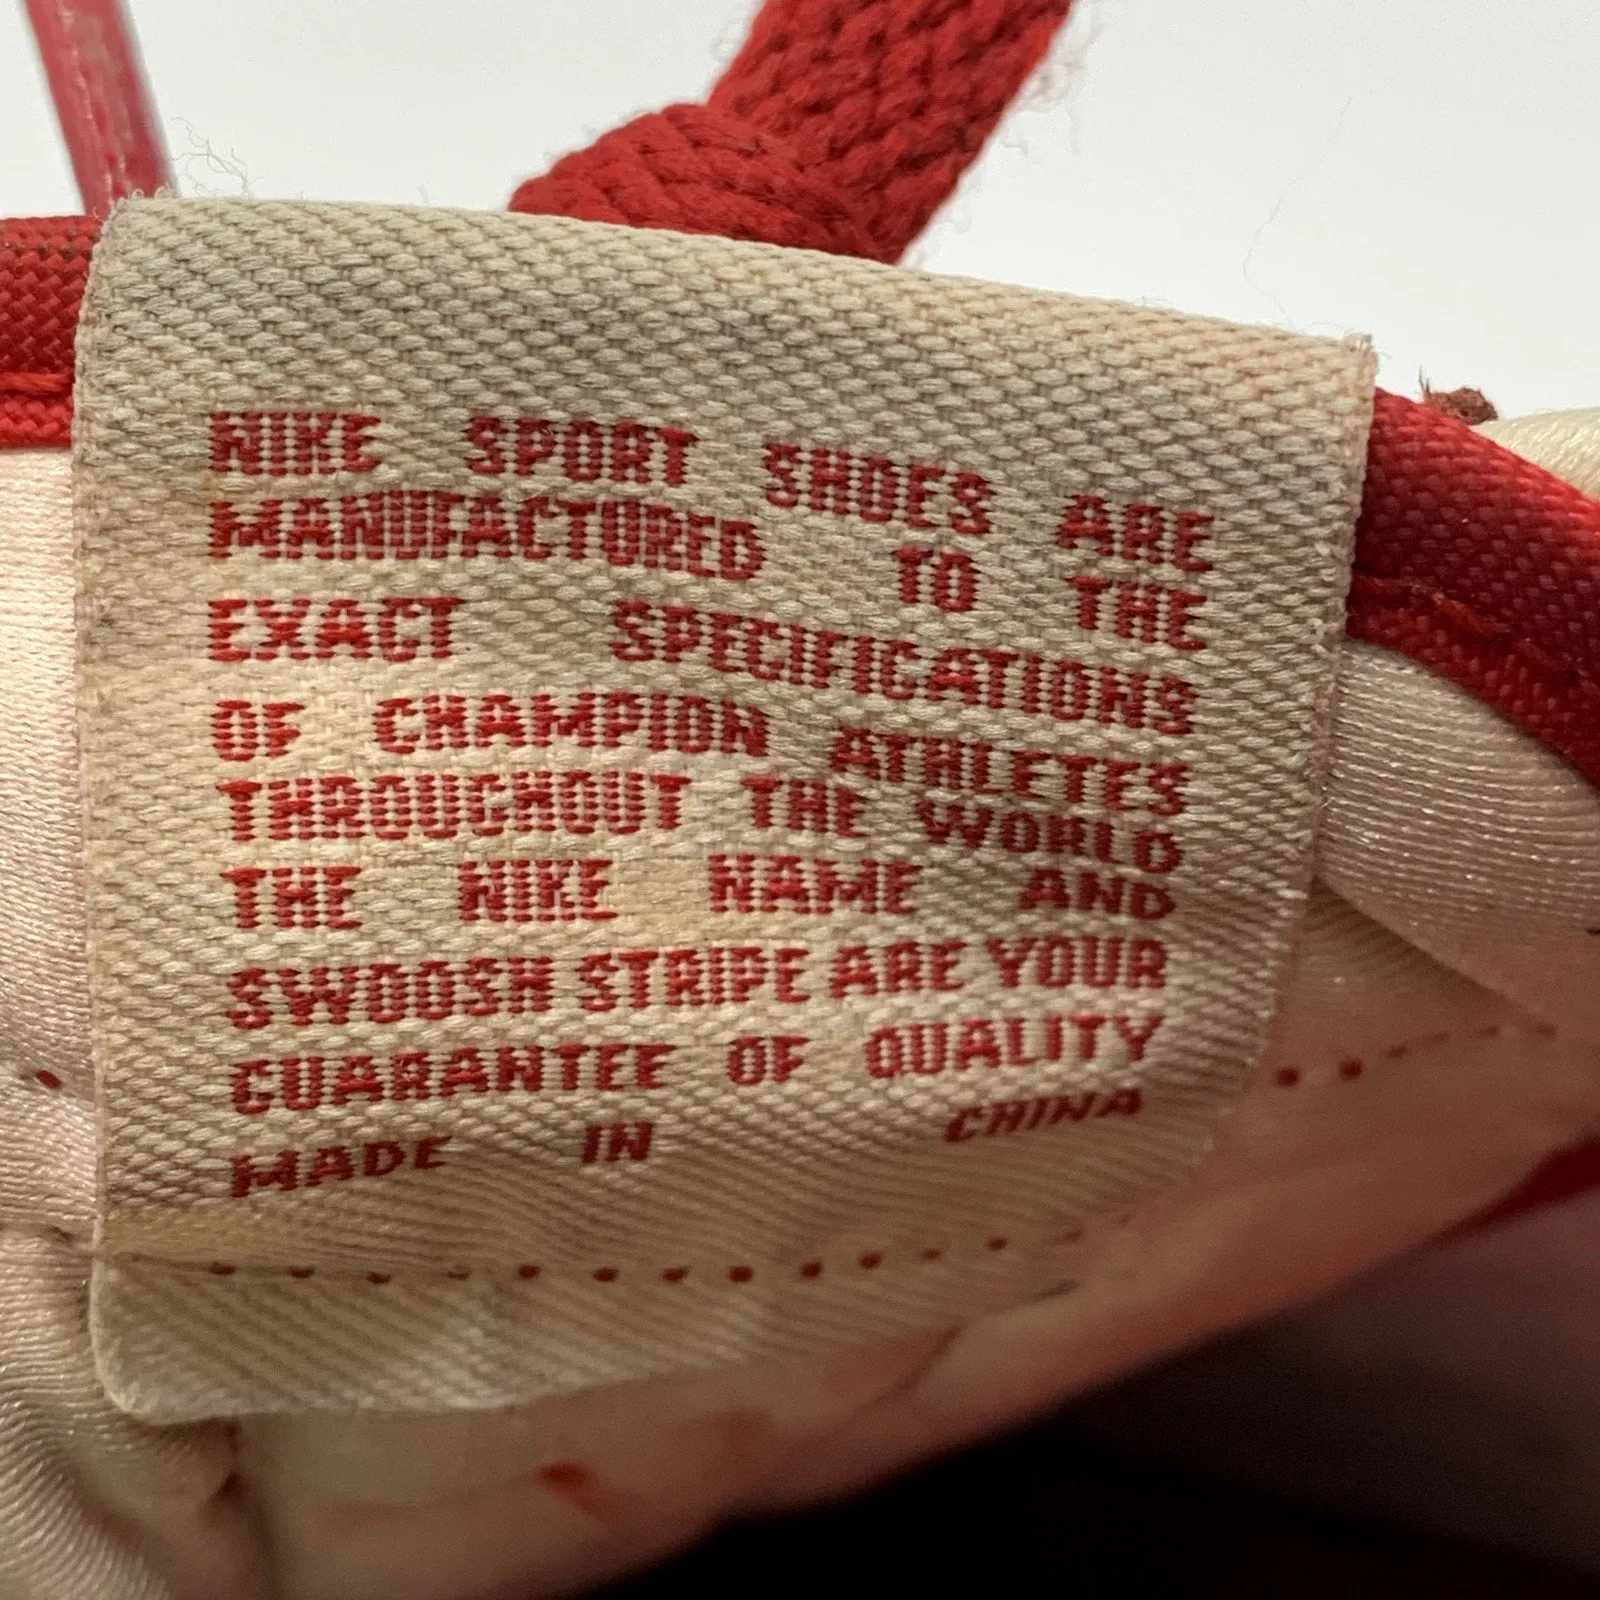 NIKE SPORT SHOES ARE
MANUFACTURED TO THE
EXACT SPECIFICATIONS
OF CHAMPION ATHLETES
THROUGHOUT THE WORLD
THE NIKE NAME AND
SWOOSH STRIPE ARE YOUR
GUARANTEE OF QUALITY
MADE IN CHINA